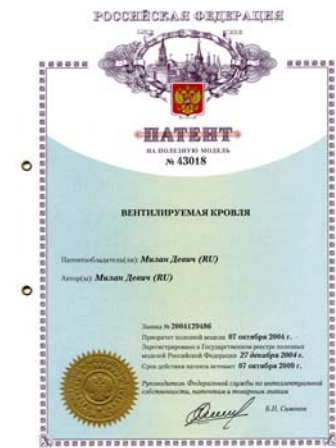 РОССИЙСКАЯ ФЕДЕРАЦИЯ
ПАТЕНТ
НА ПОЛЕЗНУЮ МОДЕЛЬ
№ 43018
ВЕНТИЛИРУЕМАЯ КРОВЛЯ
Патентообладатель(ли): Милан Девич (RU)
Автор(ы): Милан Девич (RU)
Заявка № 2004129486
Приоритет полезной модели 07 октября 2004 г.
Зарегистрировано в Государственном реестре полезных
моделей Российской Федерации 27 декабря 2004 г.
Срок действия патента истекает 07 октября 2009 г.
Руководитель Федеральной службы по интеллектуальной
собственности, патентам и товарным знакам
Б.П. Симонов